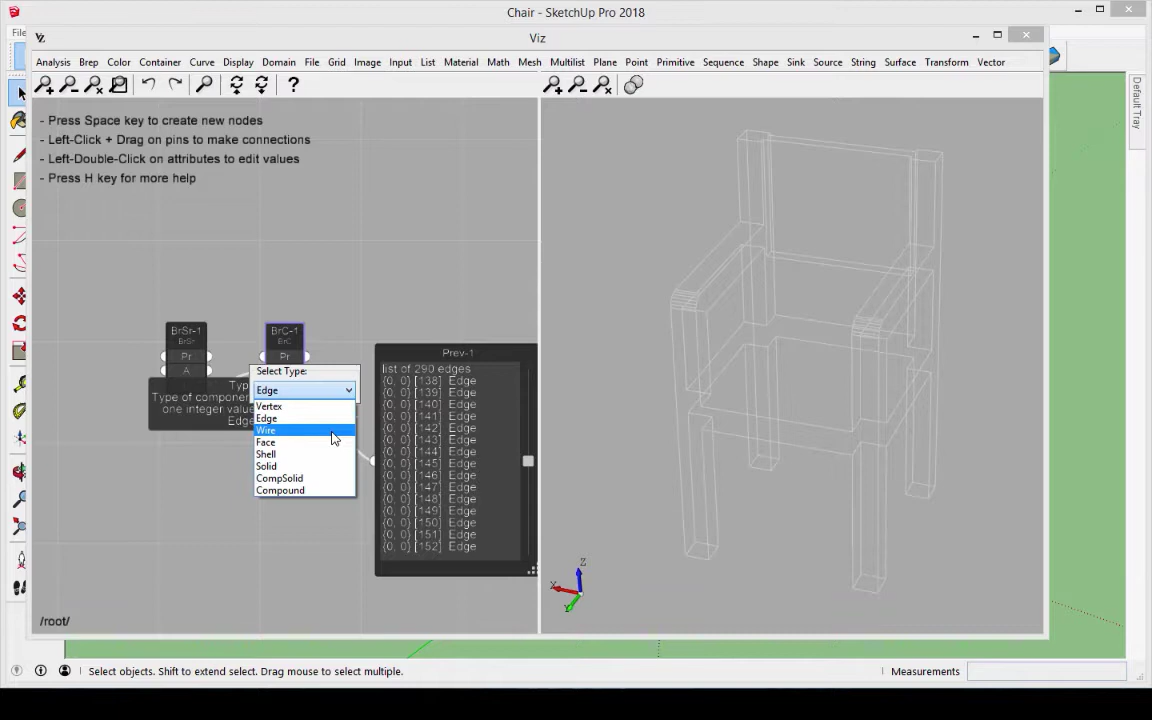 Chair - SketchUp Pro 2018
File
Viz
Analysis Brep Color Container Curve Display Domain File Grid Image Input List Material Math Mesh Multilist Plane Point Primitive Sequence Shape Sink Source String Surface Transform Vector
- Press Space key to create new nodes
- Left-Click + Drag on pins to make connections
- Left-Double-Click on attributes to edit values
- Press H key for more help
Default Tray
BrSr-1
BrSr
Pr
A
BrC-1
BrC
Pr
Typ
Type of componen
one integer value
Edge
Select Type:
Edge
Vertex
Edge
Wire
Face
Shell
Solid
CompSolid
Compound
Prev-1
list of 290 edges
{0, 0} [138] Edge
{0, 0} [139] Edge
{0, 0} [140] Edge
{0, 0} [141] Edge
{0, 0} [142] Edge
{0, 0} [143] Edge
{0, 0} [144] Edge
{0, 0} [145] Edge
{0, 0} [146] Edge
{0, 0} [147] Edge
{0, 0} [148] Edge
{0, 0} [149] Edge
{0, 0} [150] Edge
{0, 0} [151] Edge
{0, 0} [152] Edge
Z
X
Y
/root/
Select objects. Shift to extend select. Drag mouse to select multiple.
Measurements